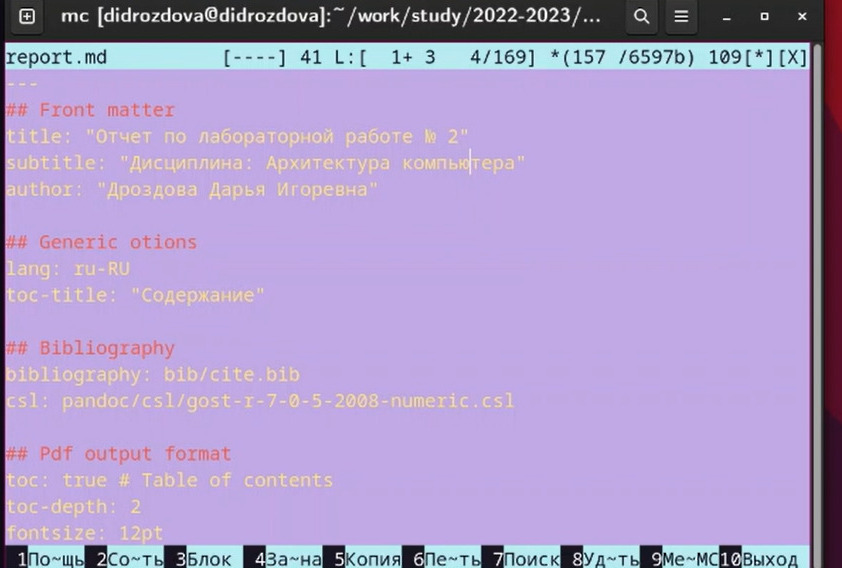 mc [didrozdova@didrozdova]:~/work/study/2022-2023/...
report.md [----] 41 L:[ 1+ 3 4/169] *(157 /6597b) 109[*][X]
---
## Front matter
title: "Отчет по лабораторной работе № 2"
subtitle: "Дисциплина: Архитектура компьютера"
author: "Дроздова Дарья Игоревна"
## Generic otions
lang: ru-RU
toc-title: "Содержание"
## Bibliography
bibliography: bib/cite.bib
csl: pandoc/csl/gost-r-7-0-5-2008-numeric.csl
## Pdf output format
toc: true # Table of contents
toc-depth: 2
fontsize: 12pt
1По~щь 2Со~ть 3Блок 4За~на 5Копия 6Пе~ть 7Поиск 8Уд~ть 9Ме~МС10Выход